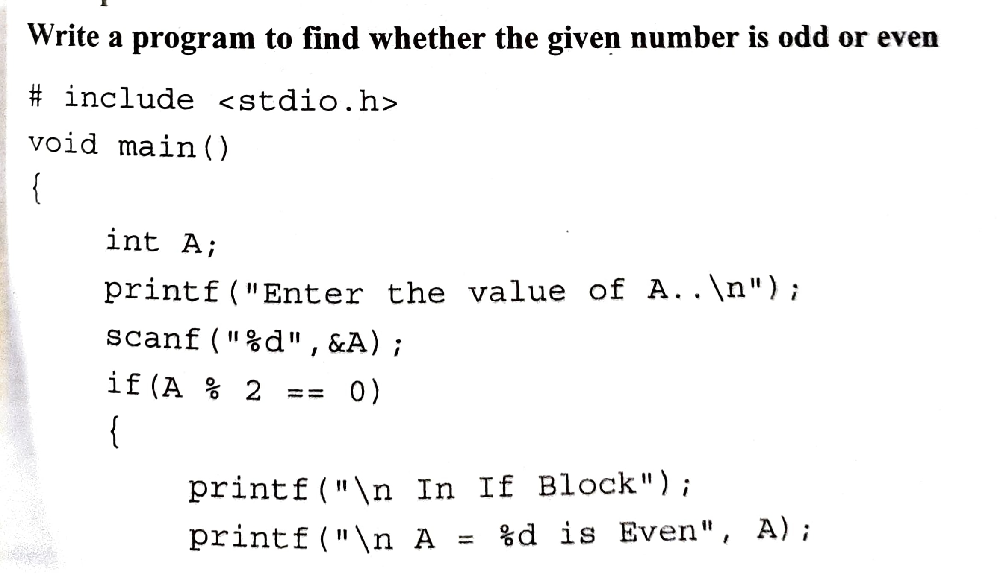 Write a program to find whether the given number is odd or even
# include <stdio.h>
void main()
{
int A;
printf("Enter the value of A..\n");
scanf("%d",&A);
if(A % 2 == 0)
{
printf("\n In If Block");
printf("\n A = %d is Even", A);